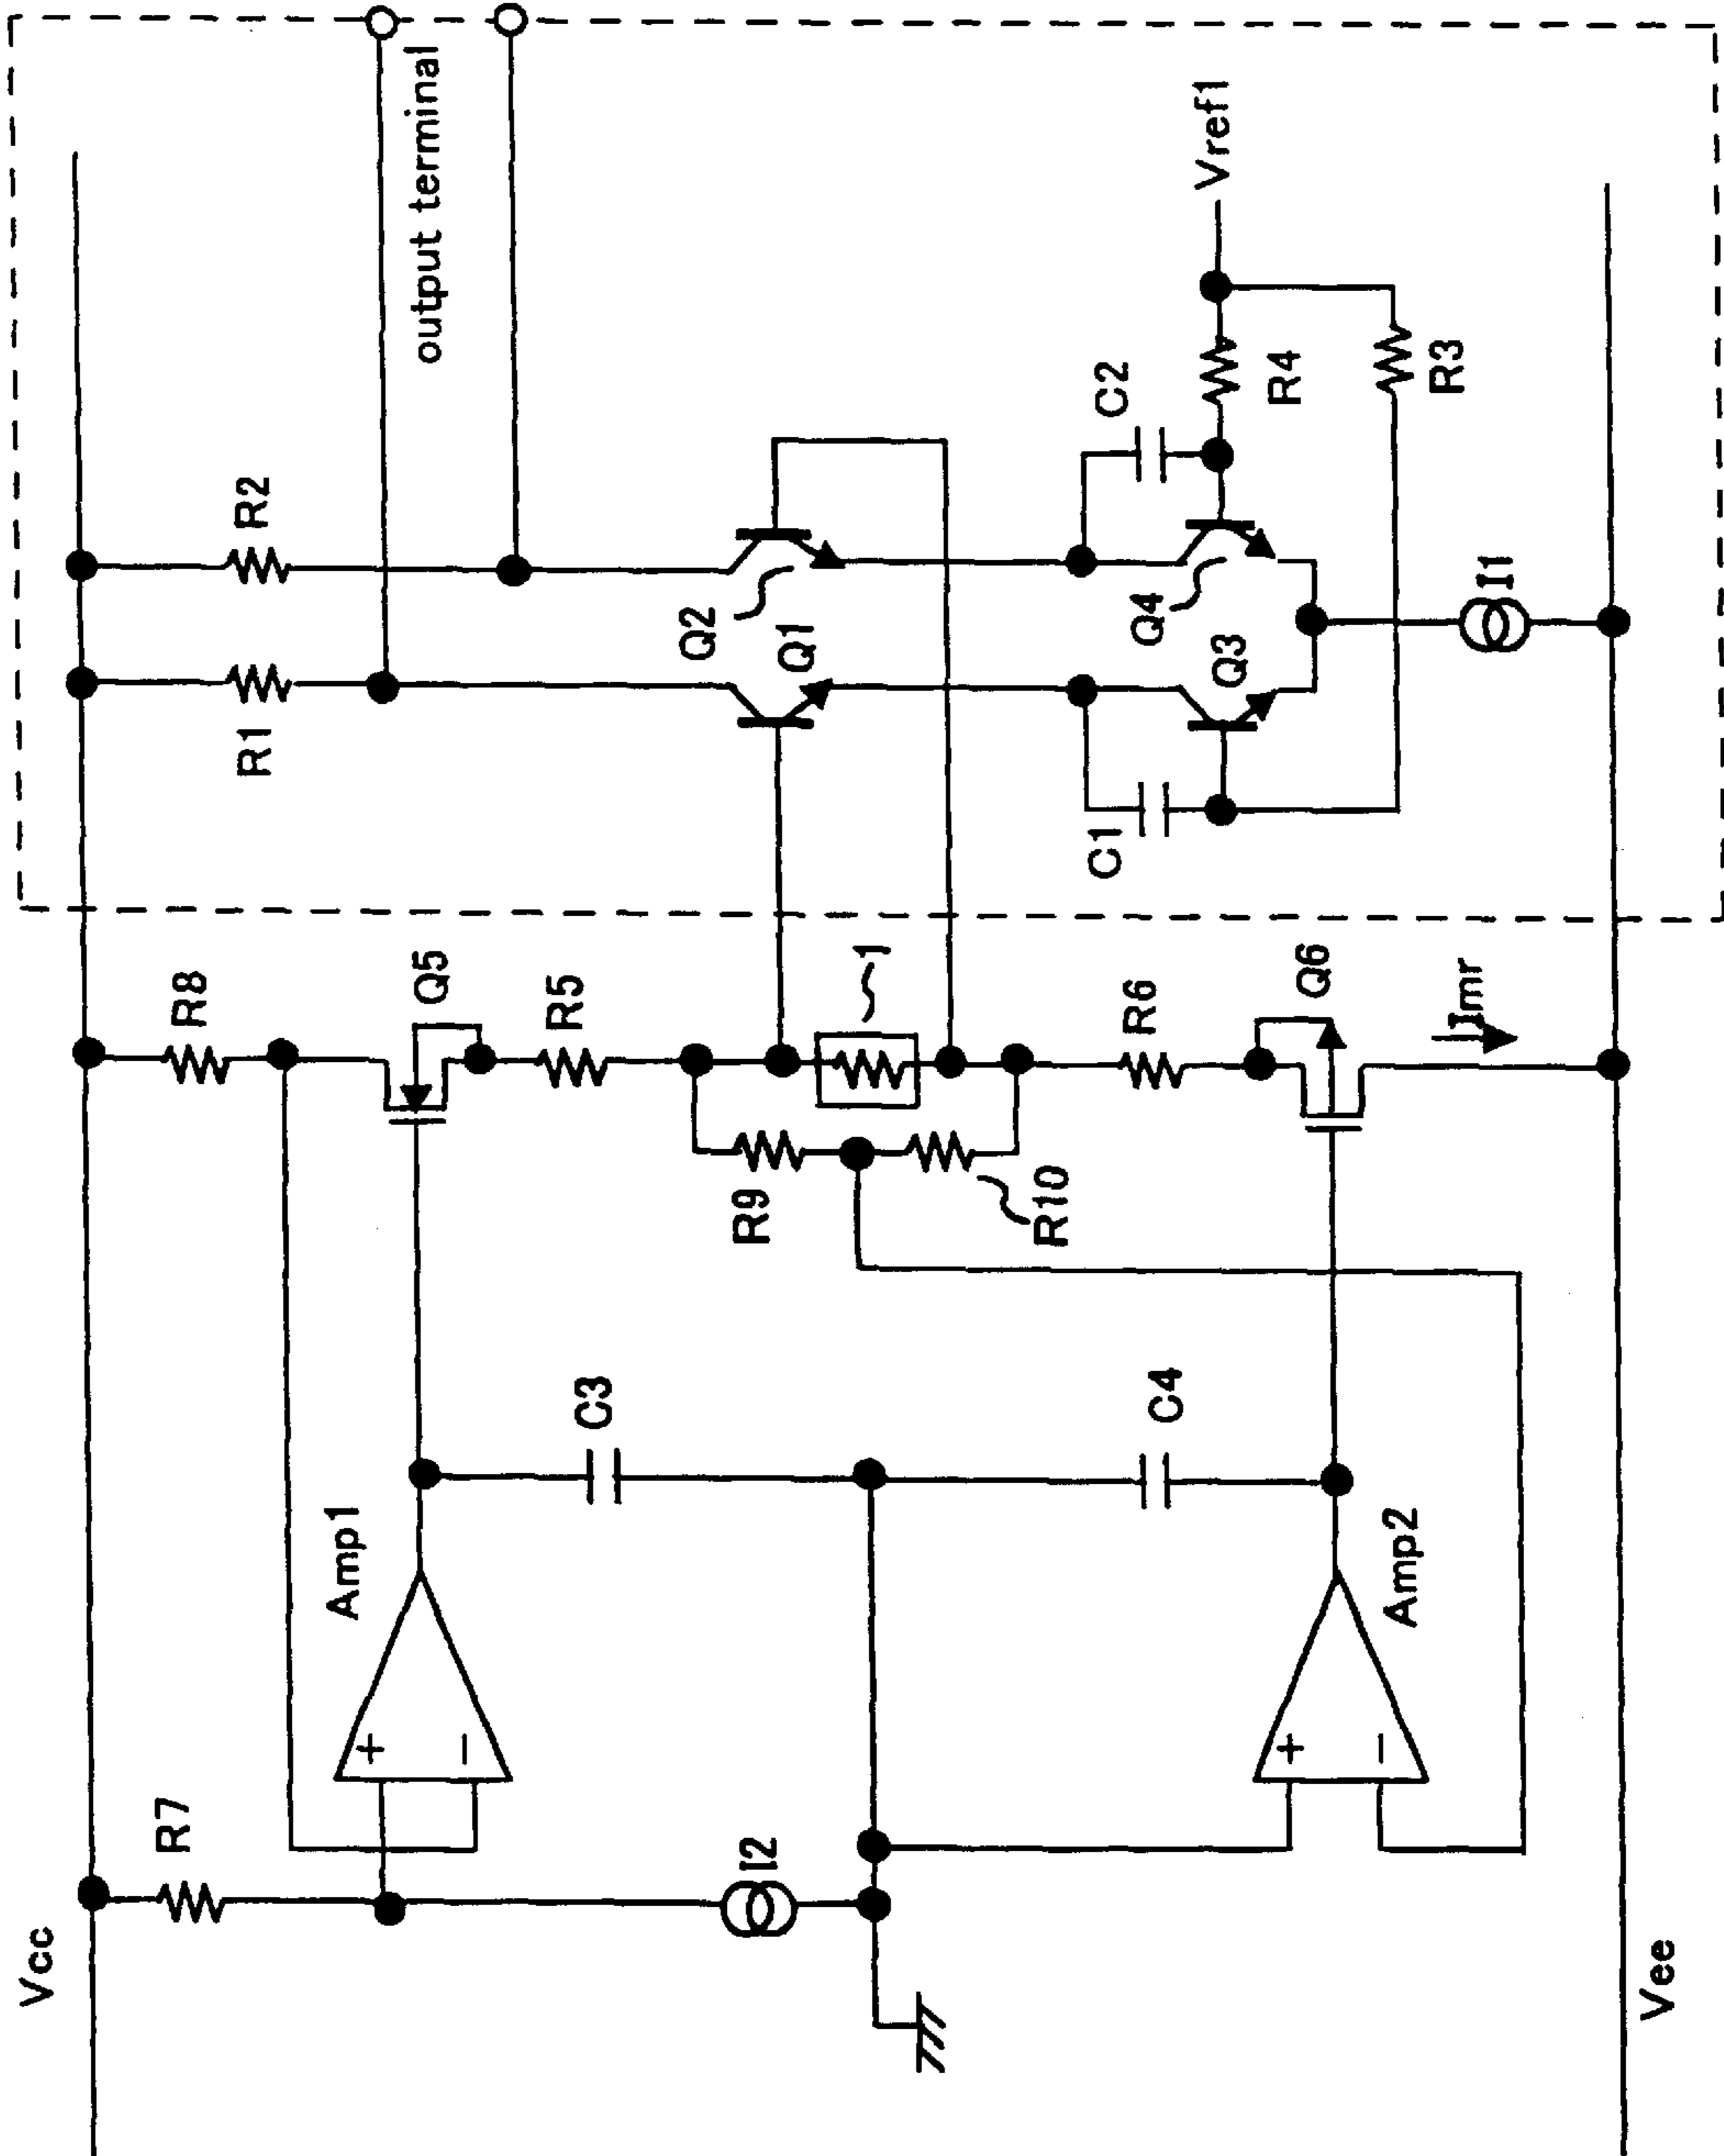 Vcc
R7
Amp1
+
−
I2
+
−
Amp2
C3
C4
Vee
R8
Q5
R5
R9
1
R10
R6
Q6
Imr
R1
R2
output terminal
Q2
Q1
C1
C2
Q4
Q3
R4
R3
Vref1
I1